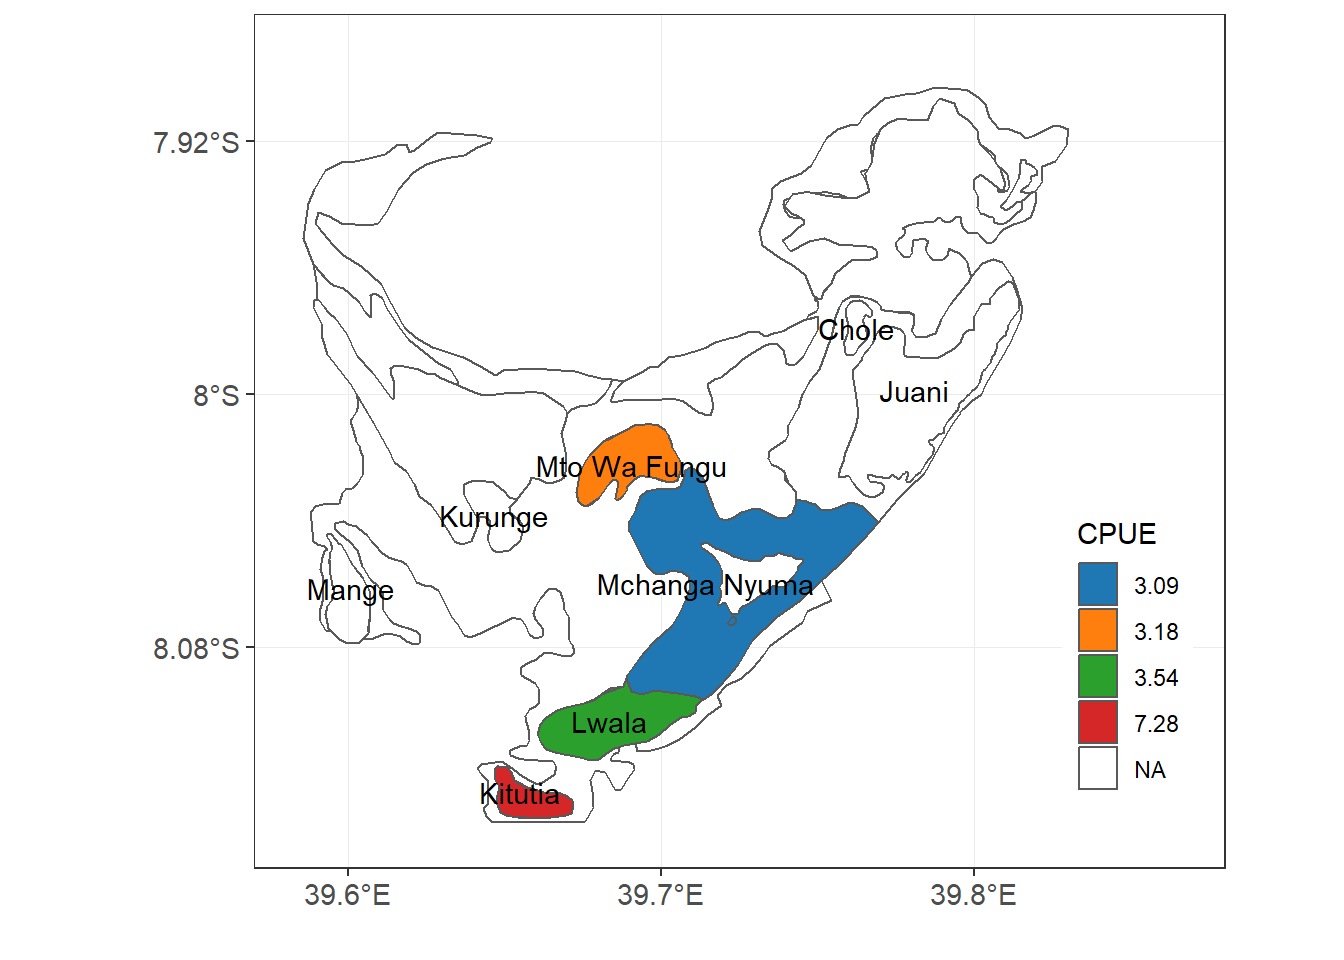 7.92°S
8°S
8.08°S
39.6°E
39.7°E
39.8°E
Chole
Juani
Mto Wa Fungu
Kurunge
Mchanga Nyuma
Mange
Lwala
Kitutia
CPUE
3.09
3.18
3.54
7.28
NA